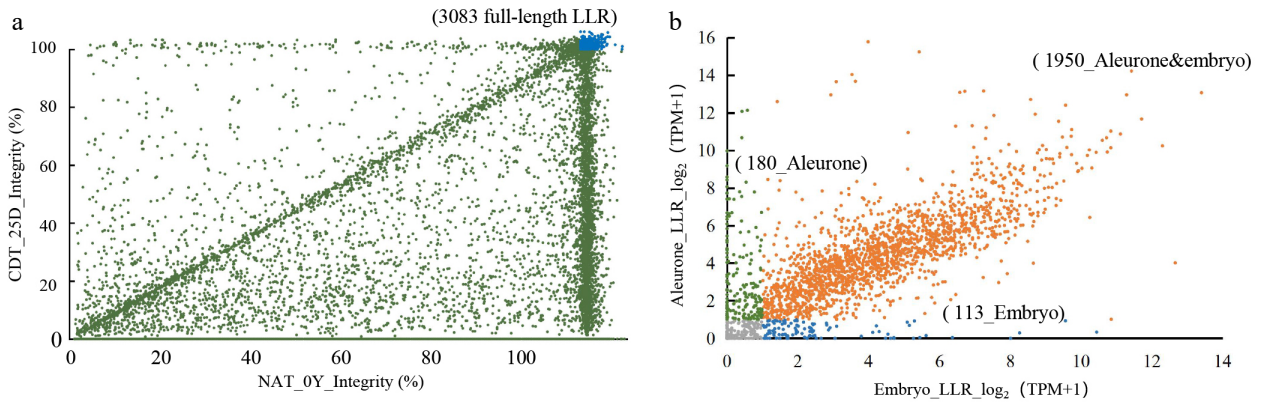 a
(3083 full-length LLR)
100
80
60
40
20
0
CDT_25D_Integrity (%)
0 20 40 60 80 100
NAT_0Y_Integrity (%)
b
16
14
12
10
8
6
4
2
0
Aleurone_LLR_log₂ (TPM+1)
( 1950_Aleurone&embryo)
( 180_Aleurone)
( 113_Embryo)
0 2 4 6 8 10 12 14
Embryo_LLR_log₂ (TPM+1)